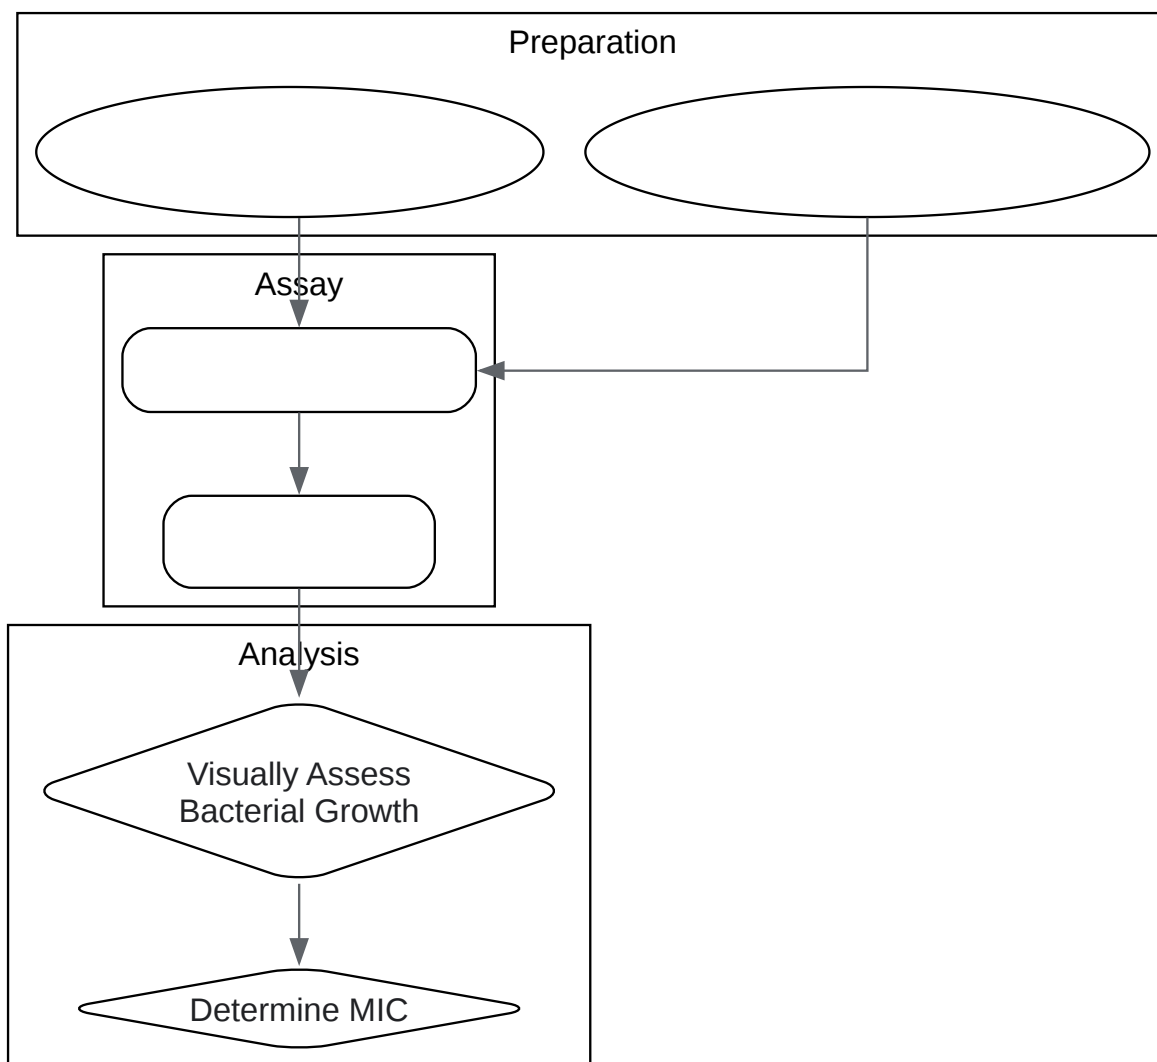 Preparation
Assay
Analysis
Visually Assess
Bacterial Growth
Determine MIC